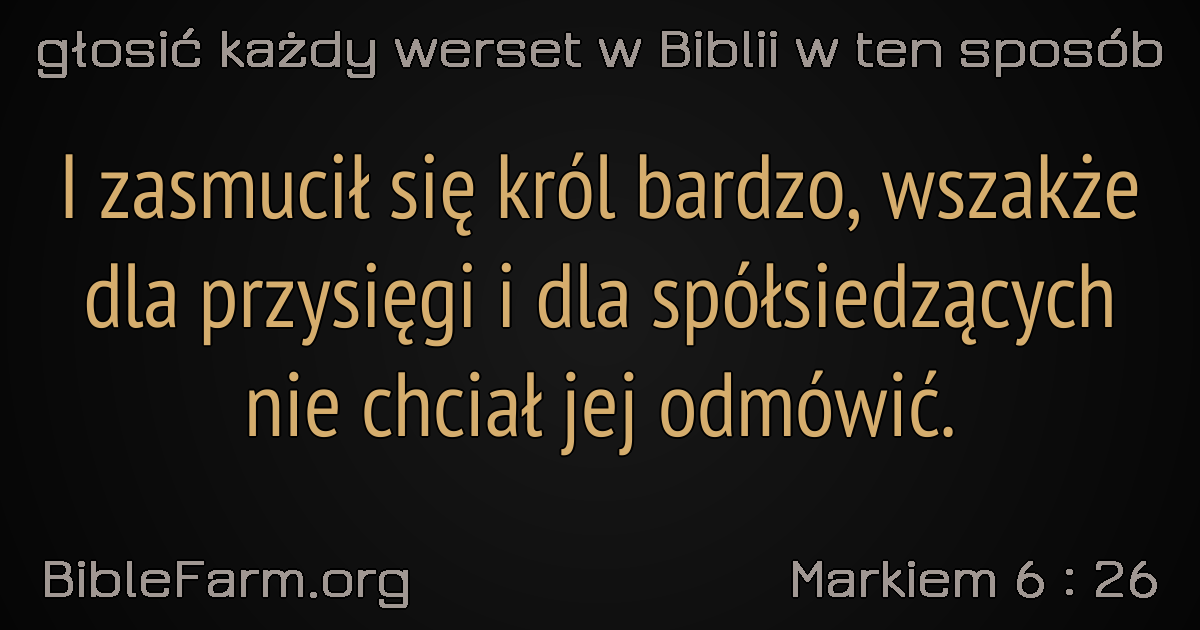 głosić każdy werset w Biblii w ten sposób
I zasmucił się król bardzo, wszakże
dla przysięgi i dla spółsiedzących
nie chciał jej odmówić.
BibleFarm.org
Markiem 6 : 26